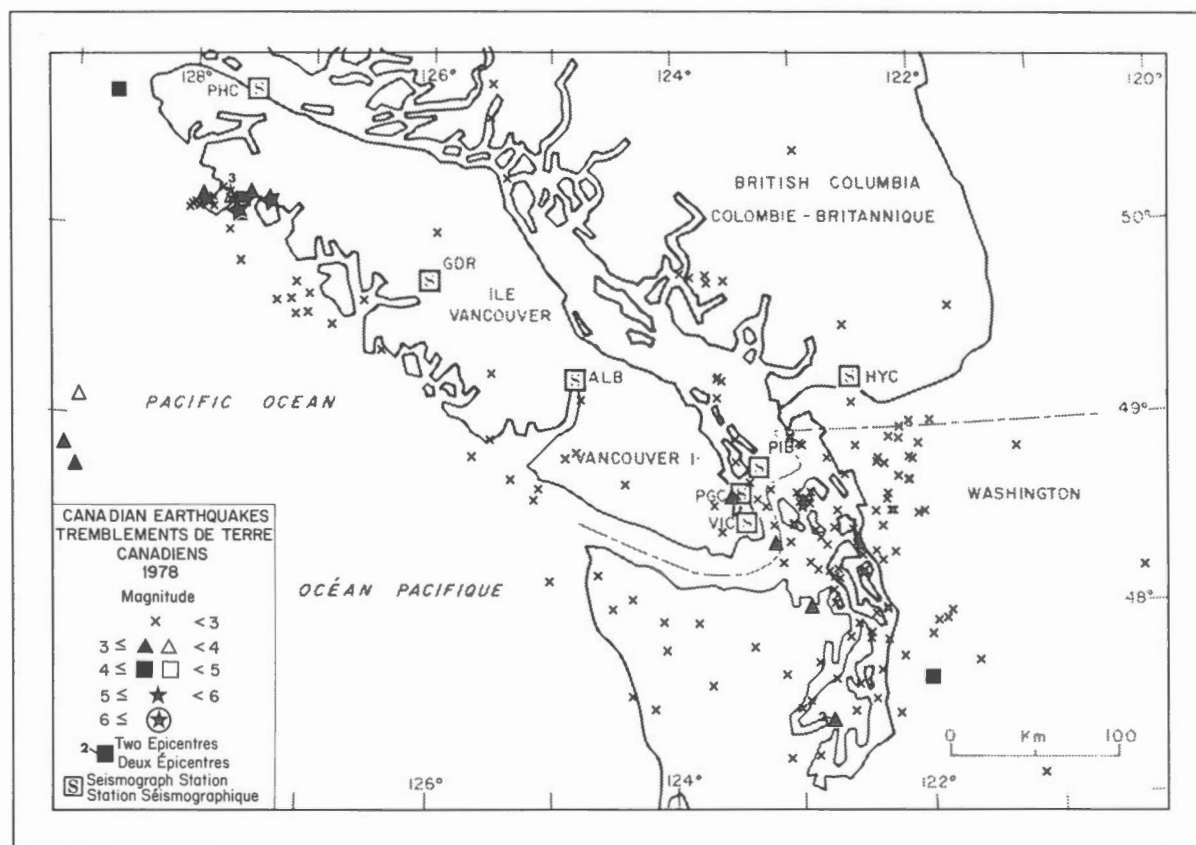 128°
126°
124°
122°
120°
PHC
S
3
BRITISH COLUMBIA
COLOMBIE-BRITANNIQUE
50°
GDR
S
ILE
VANCOUVER
S ALB
S HYC
PACIFIC OCEAN
49°
VANCOUVER I.
PIB
S
PGC S
VIC S
WASHINGTON
OCÉAN PACIFIQUE
48°
CANADIAN EARTHQUAKES
TREMBLEMENTS DE TERRE
CANADIENS
1978
Magnitude
× < 3
3 ≤ ▲ △ < 4
4 ≤ ■ □ < 5
5 ≤ ★ < 6
6 ≤
2 Two Epicentres
Deux Épicentres
S Seismograph Station
Station Séismographique
2
0 Km 100
126°
124°
122°